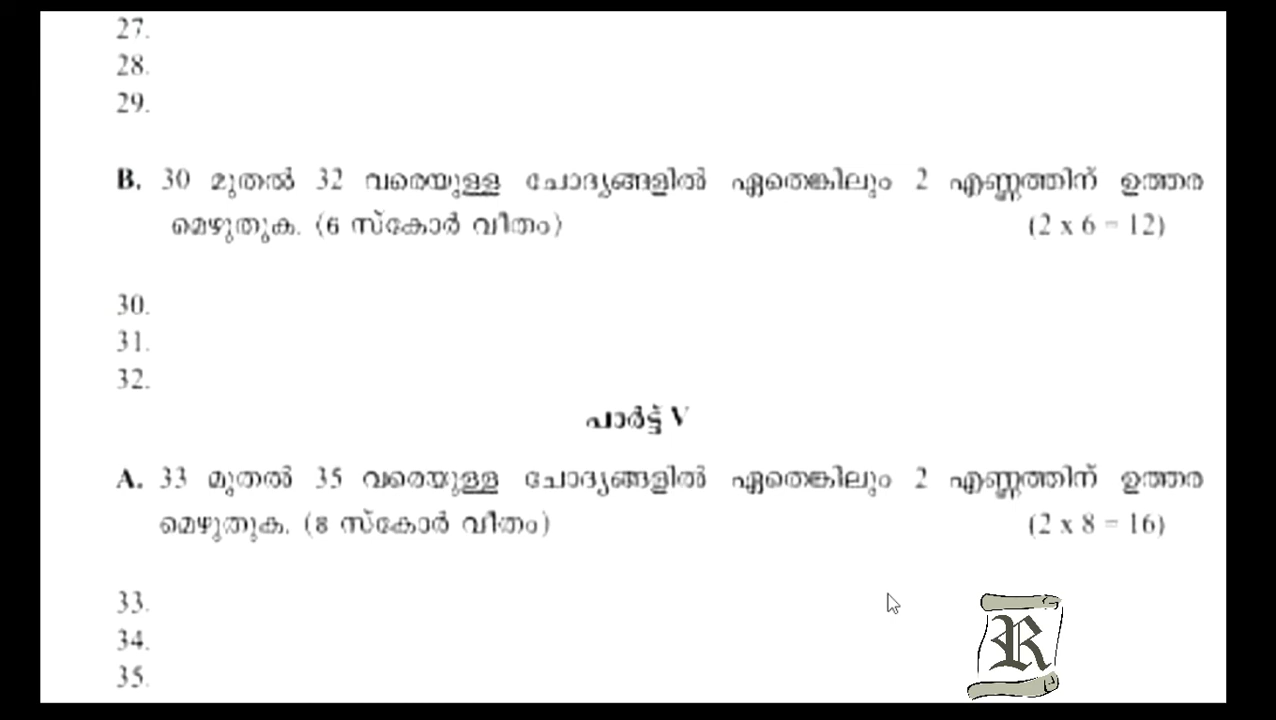 27.
28.
29.
B. 30 മുതൽ 32 വരെയുള്ള ചോദ്യങ്ങളിൽ ഏതെങ്കിലും 2 എണ്ണത്തിന് ഉത്തര
മെഴുതുക. (6 സ്കോർ വീതം) (2 x 6 = 12)
30.
31.
32.
പാർട്ട് V
A. 33 മുതൽ 35 വരെയുള്ള ചോദ്യങ്ങളിൽ ഏതെങ്കിലും 2 എണ്ണത്തിന് ഉത്തര
മെഴുതുക. (8 സ്കോർ വീതം) (2 x 8 = 16)
33.
34.
35.
R